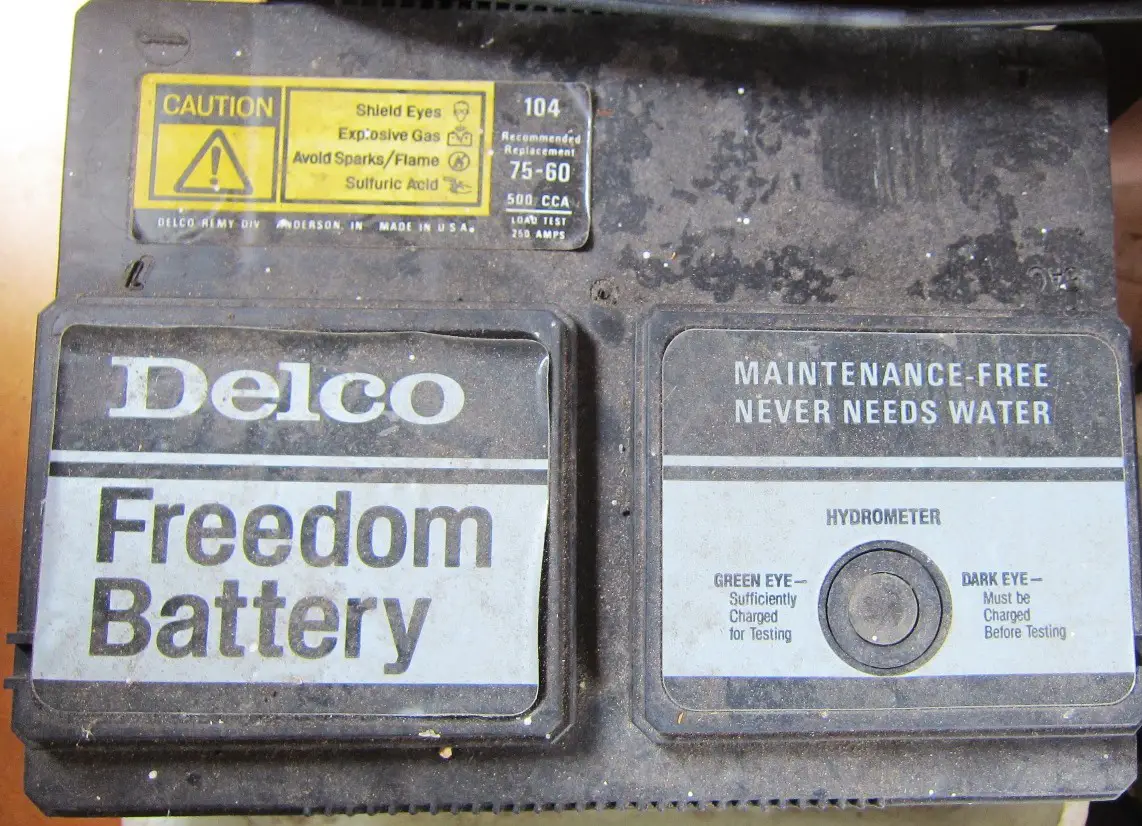 CAUTION
Shield Eyes
Explosive Gas
Avoid Sparks/Flame
Sulfuric Acid
DELCO REMY DIV ANDERSON, IN MADE IN U.S.A.
104
Recommended
Replacement
75-60
500 CCA
LOAD TEST
250 AMPS
Delco
Freedom
Battery
MAINTENANCE-FREE
NEVER NEEDS WATER
HYDROMETER
GREEN EYE—
Sufficiently
Charged
for Testing
DARK EYE—
Must be
Charged
Before Testing